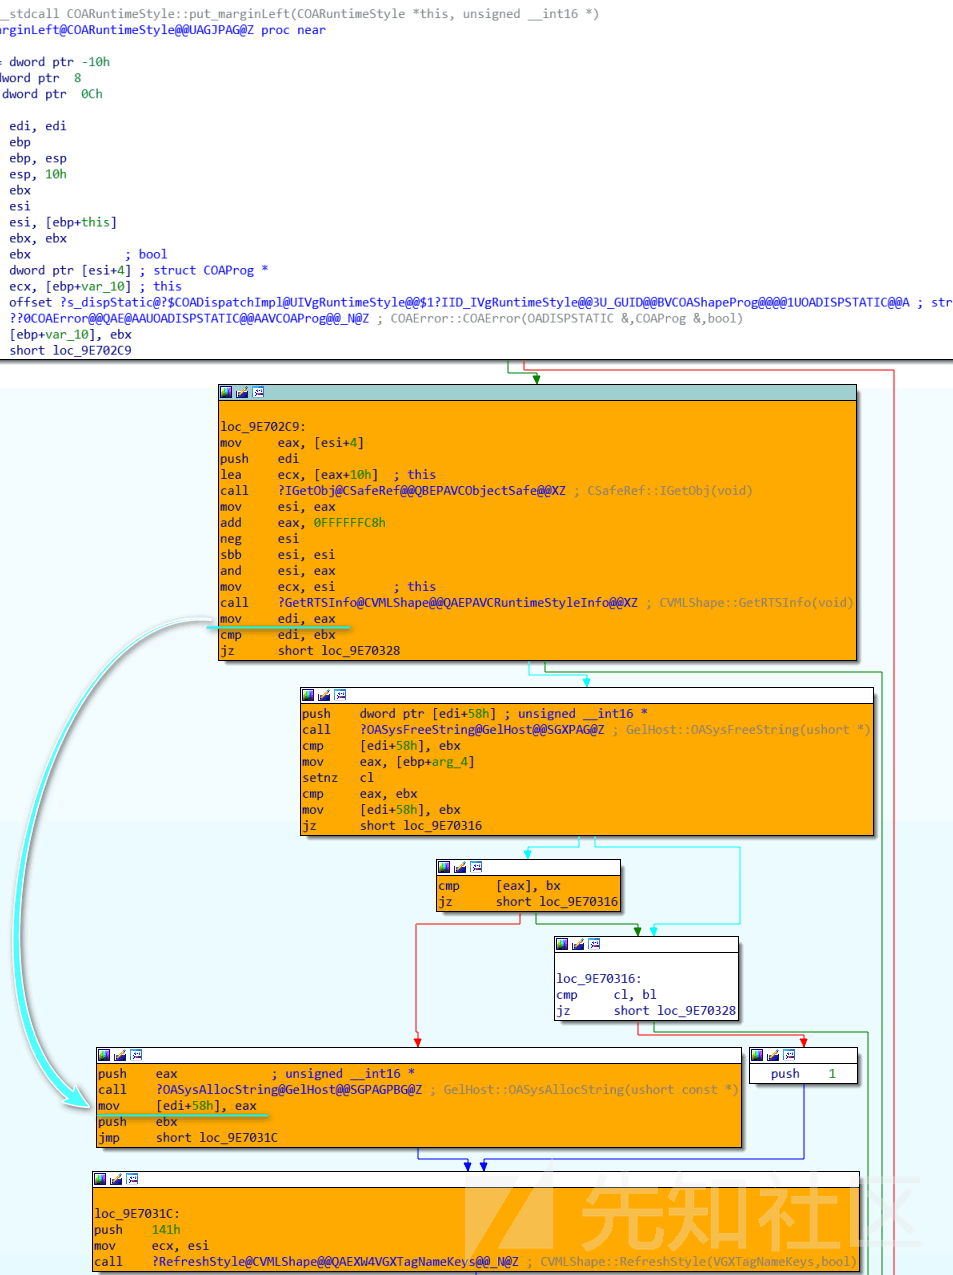 __stdcall COARuntimeStyle::put_marginLeft(COARuntimeStyle *this, unsigned __int16 *)
arginLeft@COARuntimeStyle@@UAGJPAG@Z proc near
= dword ptr -10h
dword ptr 8
dword ptr 0Ch
edi, edi
ebp
ebp, esp
esp, 10h
ebx
esi
esi, [ebp+this]
ebx, ebx
ebx ; bool
dword ptr [esi+4] ; struct COAProg *
ecx, [ebp+var_10] ; this
offset ?s_dispStatic@?$COADispatchImpl@UIVgRuntimeStyle@@$1?IID_IVgRuntimeStyle@@3U_GUID@@BVCOAShapeProg@@@@1UOADISPSTATIC@@A ; str
??0COAError@@QAE@AAUOADISPSTATIC@@AAVCOAProg@@_N@Z ; COAError::COAError(OADISPSTATIC &,COAProg &,bool)
[ebp+var_10], ebx
short loc_9E702C9
loc_9E702C9:
mov eax, [esi+4]
push edi
lea ecx, [eax+10h] ; this
call ?IGetObj@CSafeRef@@QBEPAVCObjectSafe@@XZ ; CSafeRef::IGetObj(void)
mov esi, eax
add eax, 0FFFFFFC8h
neg esi
sbb esi, esi
and esi, eax
mov ecx, esi ; this
call ?GetRTSInfo@CVMLShape@@QAEPAVCRuntimeStyleInfo@@XZ ; CVMLShape::GetRTSInfo(void)
mov edi, eax
cmp edi, ebx
jz short loc_9E70328
push dword ptr [edi+58h] ; unsigned __int16 *
call ?OASysFreeString@GelHost@@SGXPAG@Z ; GelHost::OASysFreeString(ushort *)
cmp [edi+58h], ebx
mov eax, [ebp+arg_4]
setnz cl
cmp eax, ebx
mov [edi+58h], ebx
jz short loc_9E70316
cmp [eax], bx
jz short loc_9E70316
loc_9E70316:
cmp cl, bl
jz short loc_9E70328
push eax ; unsigned __int16 *
call ?OASysAllocString@GelHost@@SGPAGPBG@Z ; GelHost::OASysAllocString(ushort const *)
mov [edi+58h], eax
push ebx
jmp short loc_9E7031C
push 1
loc_9E7031C:
push 141h
mov ecx, esi
call ?RefreshStyle@CVMLShape@@QAEXW4VGXTagNameKeys@@_N@Z ; CVMLShape::RefreshStyle(VGXTagNameKeys,bool)
先知社区